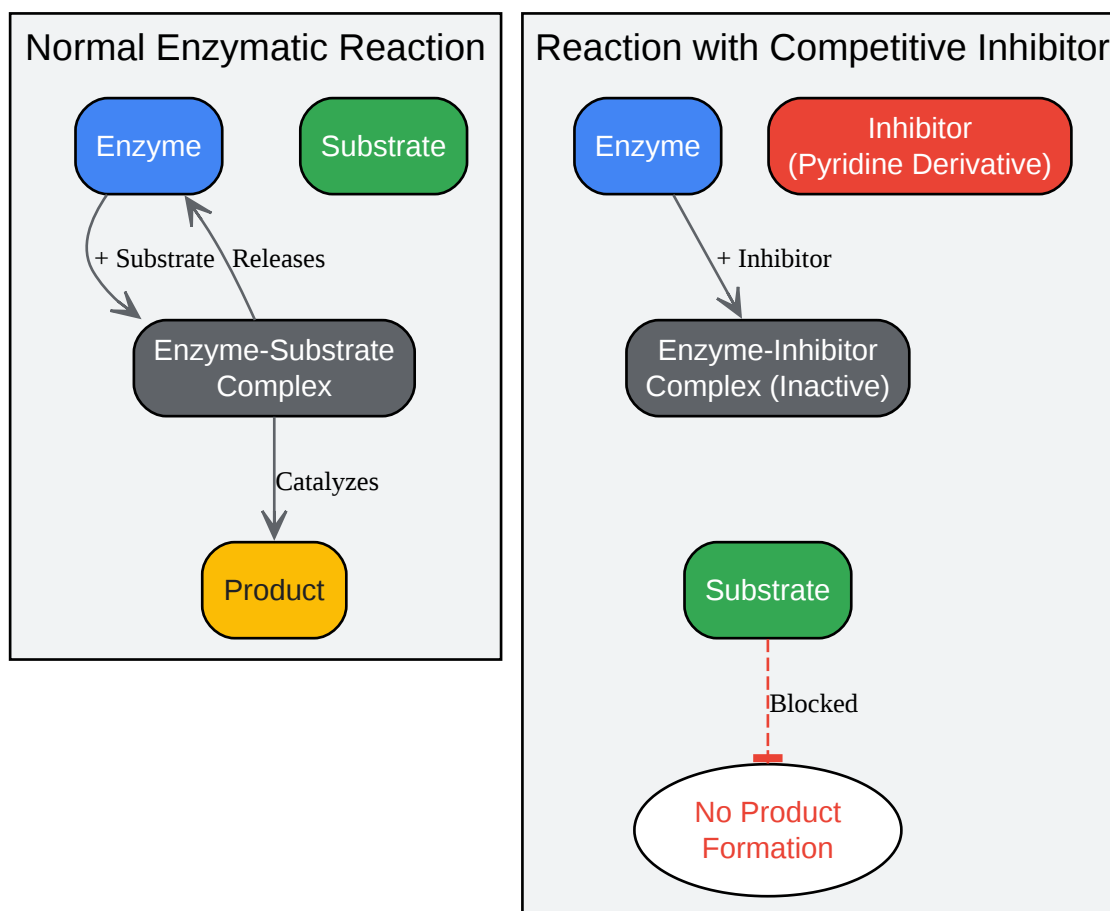 Normal Enzymatic Reaction
Enzyme
Substrate
+ Substrate
Releases
Enzyme-Substrate
Complex
Catalyzes
Product
Reaction with Competitive Inhibitor
Enzyme
Inhibitor
(Pyridine Derivative)
+ Inhibitor
Enzyme-Inhibitor
Complex (Inactive)
Substrate
Blocked
No Product
Formation